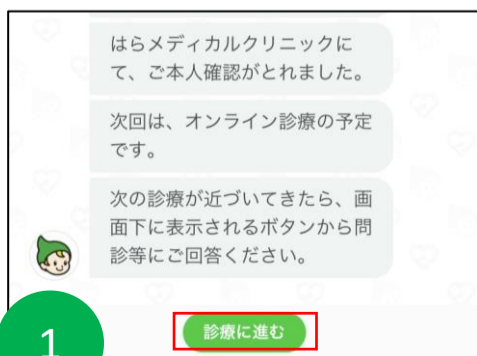 はらメディカルクリニックに
て、ご本人確認がとれました。
次回は、オンライン診療の予定
です。
次の診療が近づいてきたら、画
面下に表示されるボタンから問
診等にご回答ください。
診療に進む
1